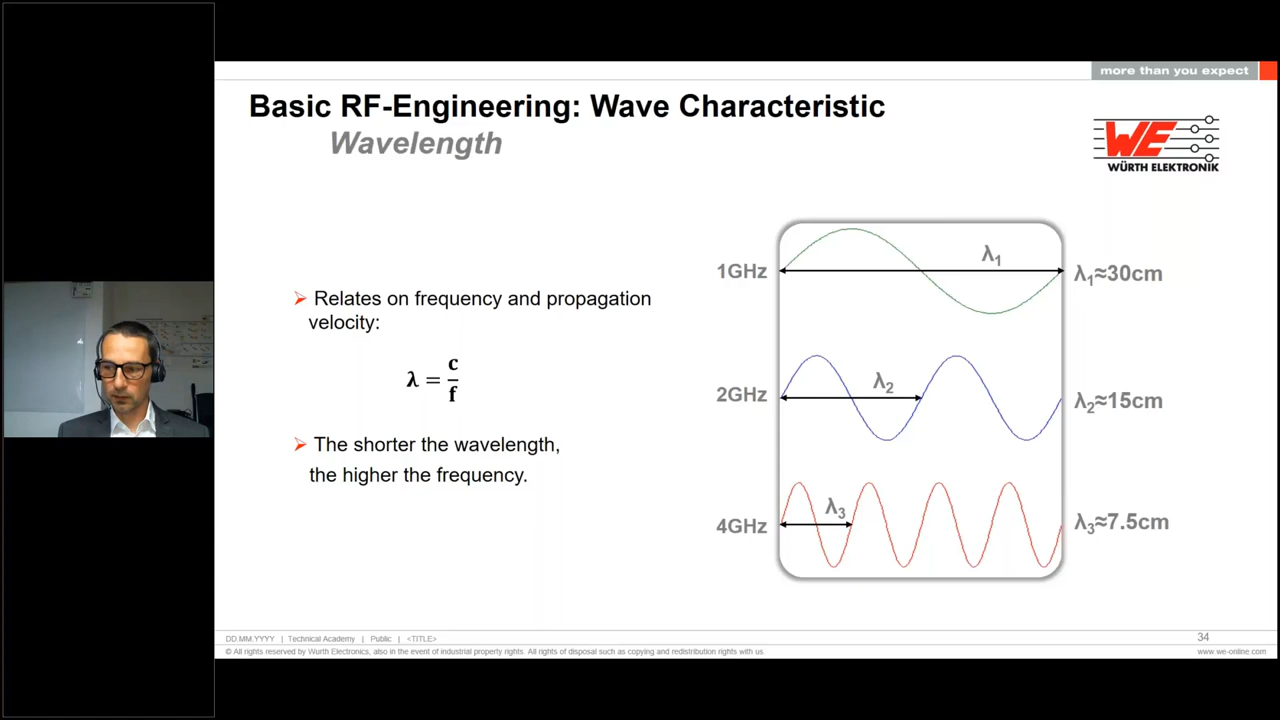 more than you expect
Basic RF-Engineering: Wave Characteristic
Wavelength
WE
WÜRTH ELEKTRONIK
Relates on frequency and propagation
velocity:
λ = c/f
The shorter the wavelength,
the higher the frequency.
1GHz
λ1
λ1≈30cm
2GHz
λ2
λ2≈15cm
4GHz
λ3
λ3≈7.5cm
DD.MM.YYYY | Technical Academy | Public | <TITLE>
34
© All rights reserved by Wurth Electronics, also in the event of industrial property rights. All rights of disposal such as copying and redistribution rights with us.
www.we-online.com